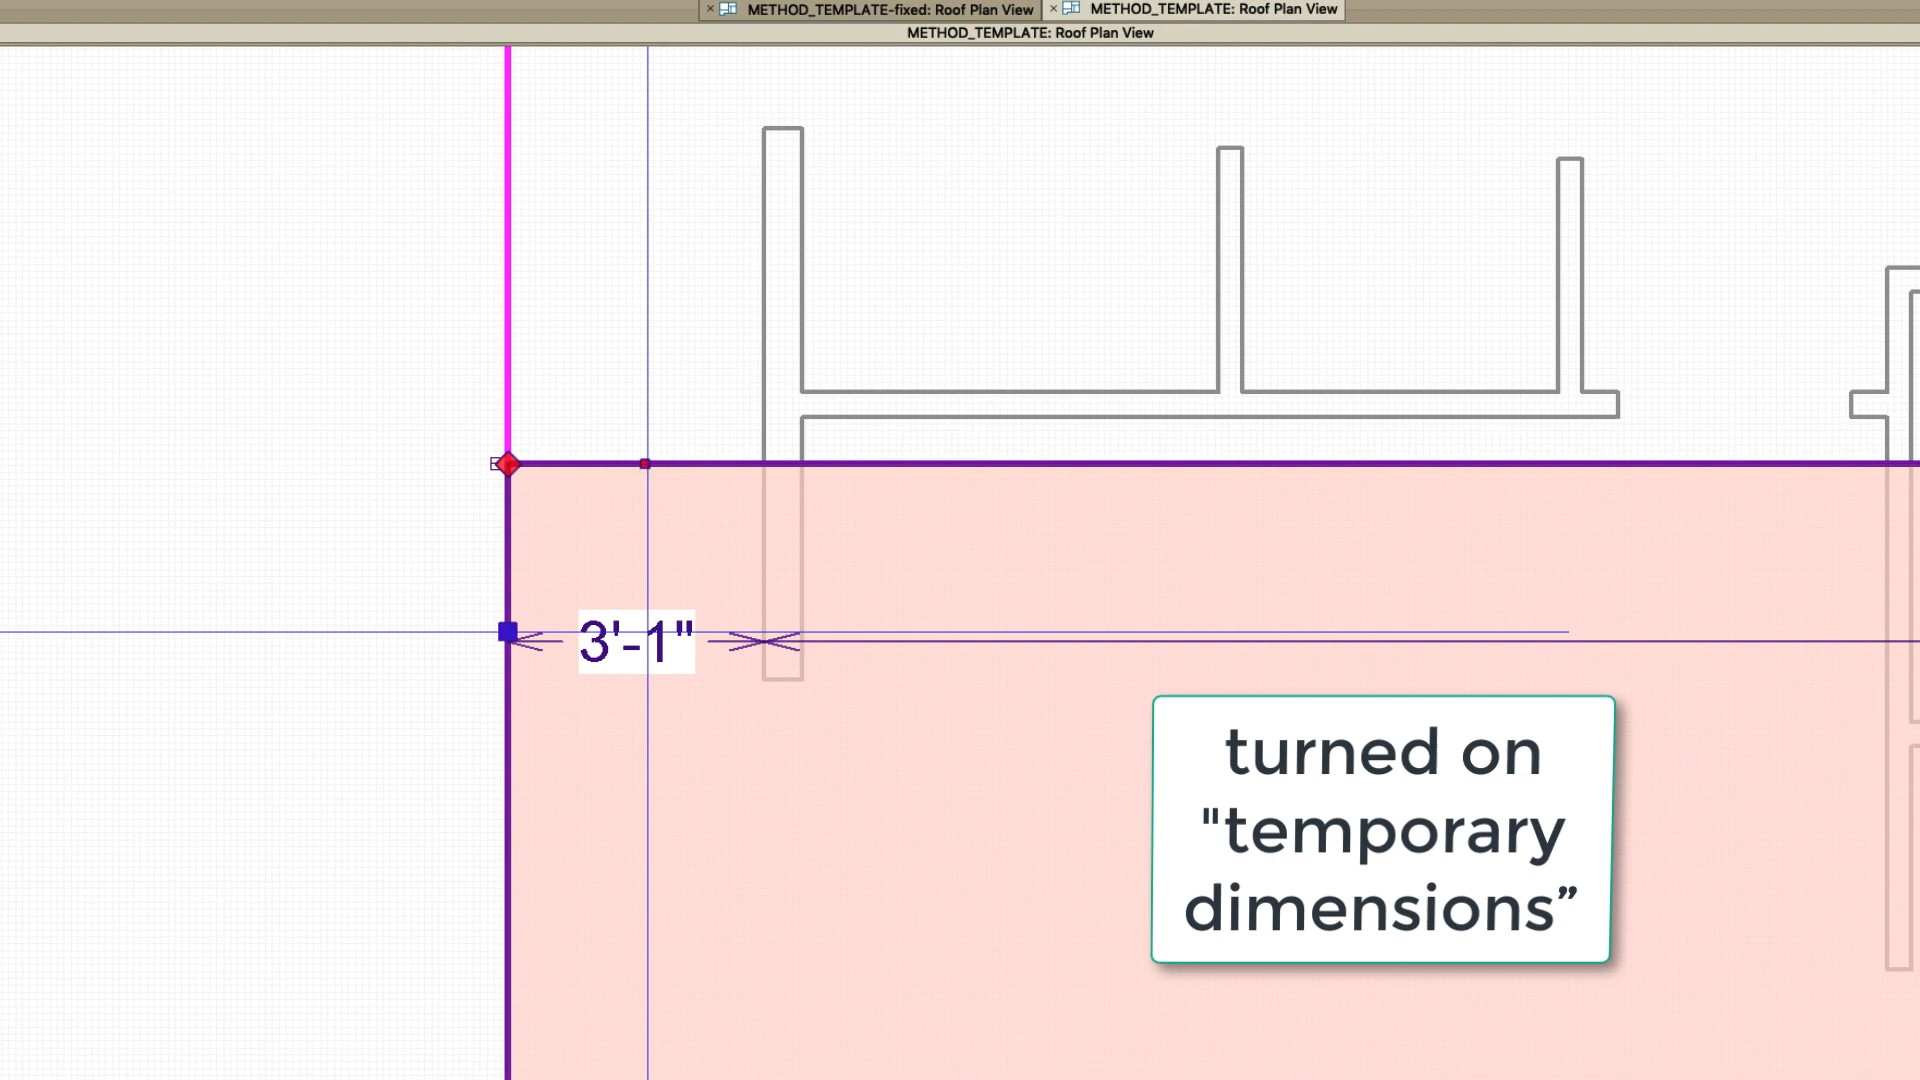 METHOD_TEMPLATE-fixed: Roof Plan View
METHOD_TEMPLATE: Roof Plan View
METHOD_TEMPLATE: Roof Plan View
3'-1"
turned on
"temporary
dimensions”